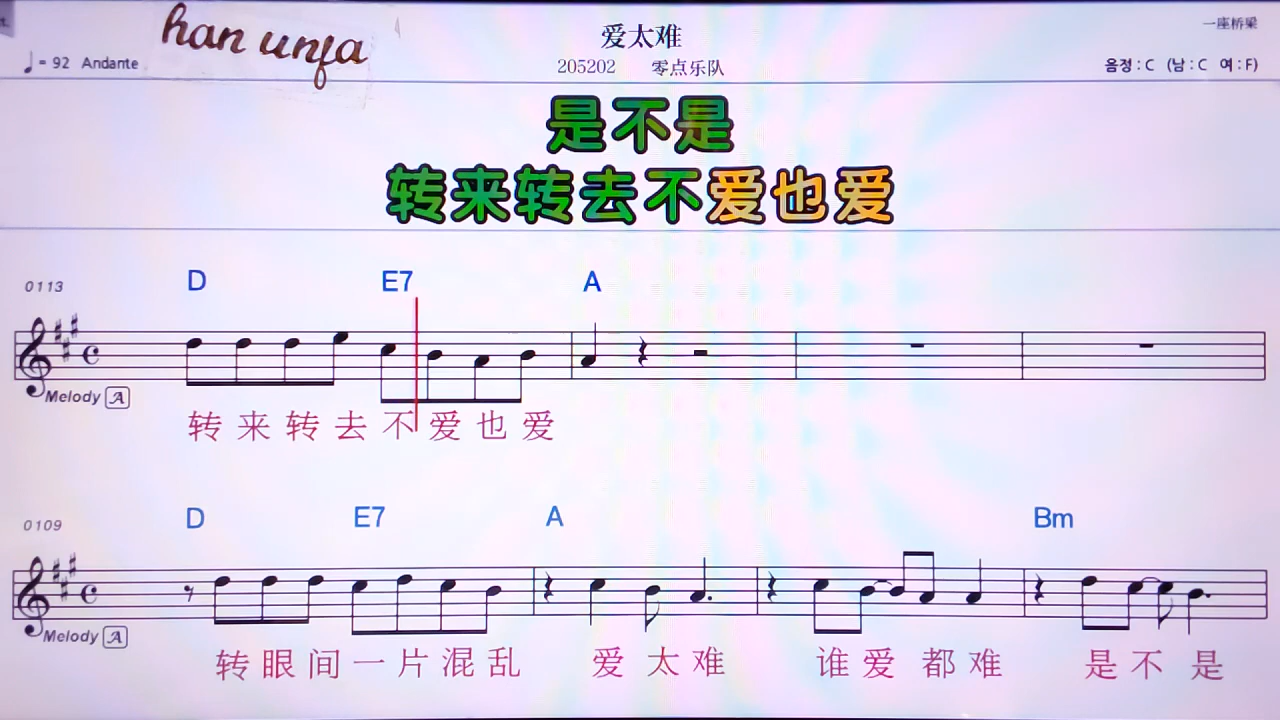 han unfa
爱太难
一座桥梁
♩= 92 Andante
205202 零点乐队
음정 : C (남 : C 여 : F)
是不是
转来转去不爱也爱
0113
D E7 A
Melody A
转来转去不爱也爱
0109
D E7 A Bm
Melody A
转眼间一片混乱 爱太难 谁爱都难 是不是